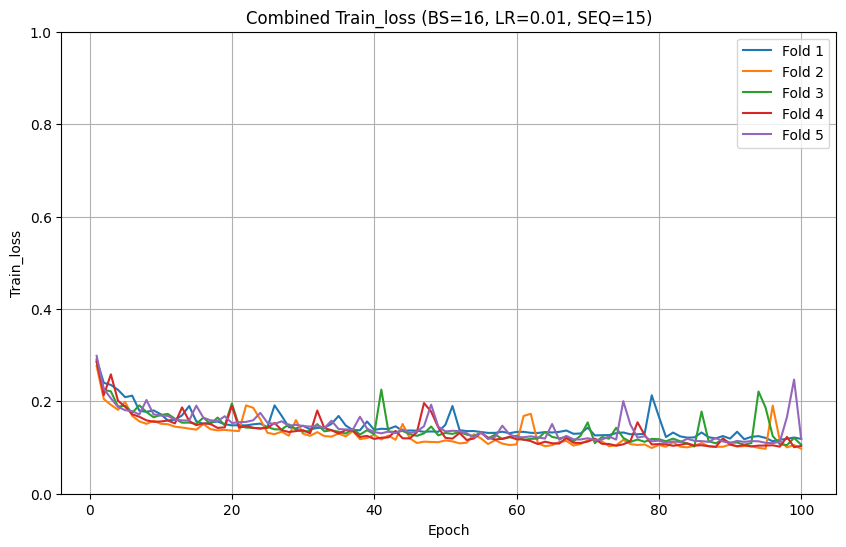 Combined Train_loss (BS=16, LR=0.01, SEQ=15)
Fold 1
Fold 2
Fold 3
Fold 4
Fold 5
Train_loss
1.0
0.8
0.6
0.4
0.2
0.0
0 20 40 60 80 100
Epoch